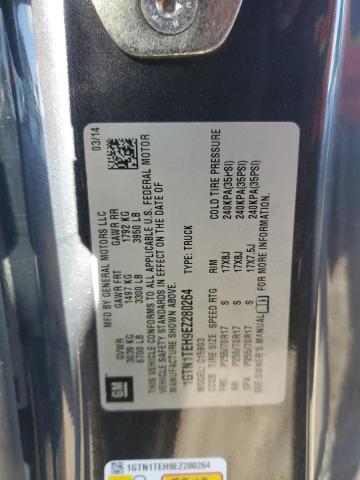 MFD BY GENERAL MOTORS LLC
03/14
GVWR GAWR FRT GAWR RR
3039 KG 1497 KG 1792 KG
6700 LB 3300 LB 3950 LB
THIS VEHICLE CONFORMS TO ALL APPLICABLE U.S. FEDERAL MOTOR
VEHICLE SAFETY STANDARDS IN EFFECT ON THE DATE OF
MANUFACTURE SHOWN ABOVE.
1GTN1TEH9EZ280264 TYPE: TRUCK
MODEL: C15903
CCCB TIRE SIZE SPEED RTG RIM COLD TIRE PRESSURE
FRT P255/70R17 S 17X8J 240KPA(35PSI)
RR P255/70R17 S 17X8J 240KPA(35PSI)
SPA P255/70R17 S 17X7.5J 240KPA(35PSI)
SEE OWNER'S MANUAL FOR MORE INFORMATION.
GM
1GTN1TEH9EZ280264